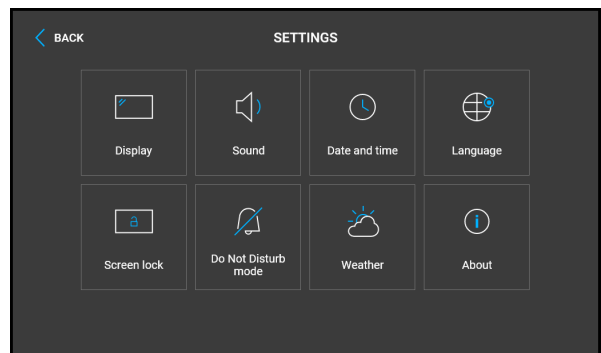 BACK
SETTINGS
Display
Sound
Date and time
Language
Screen lock
Do Not Disturb
mode
Weather
About